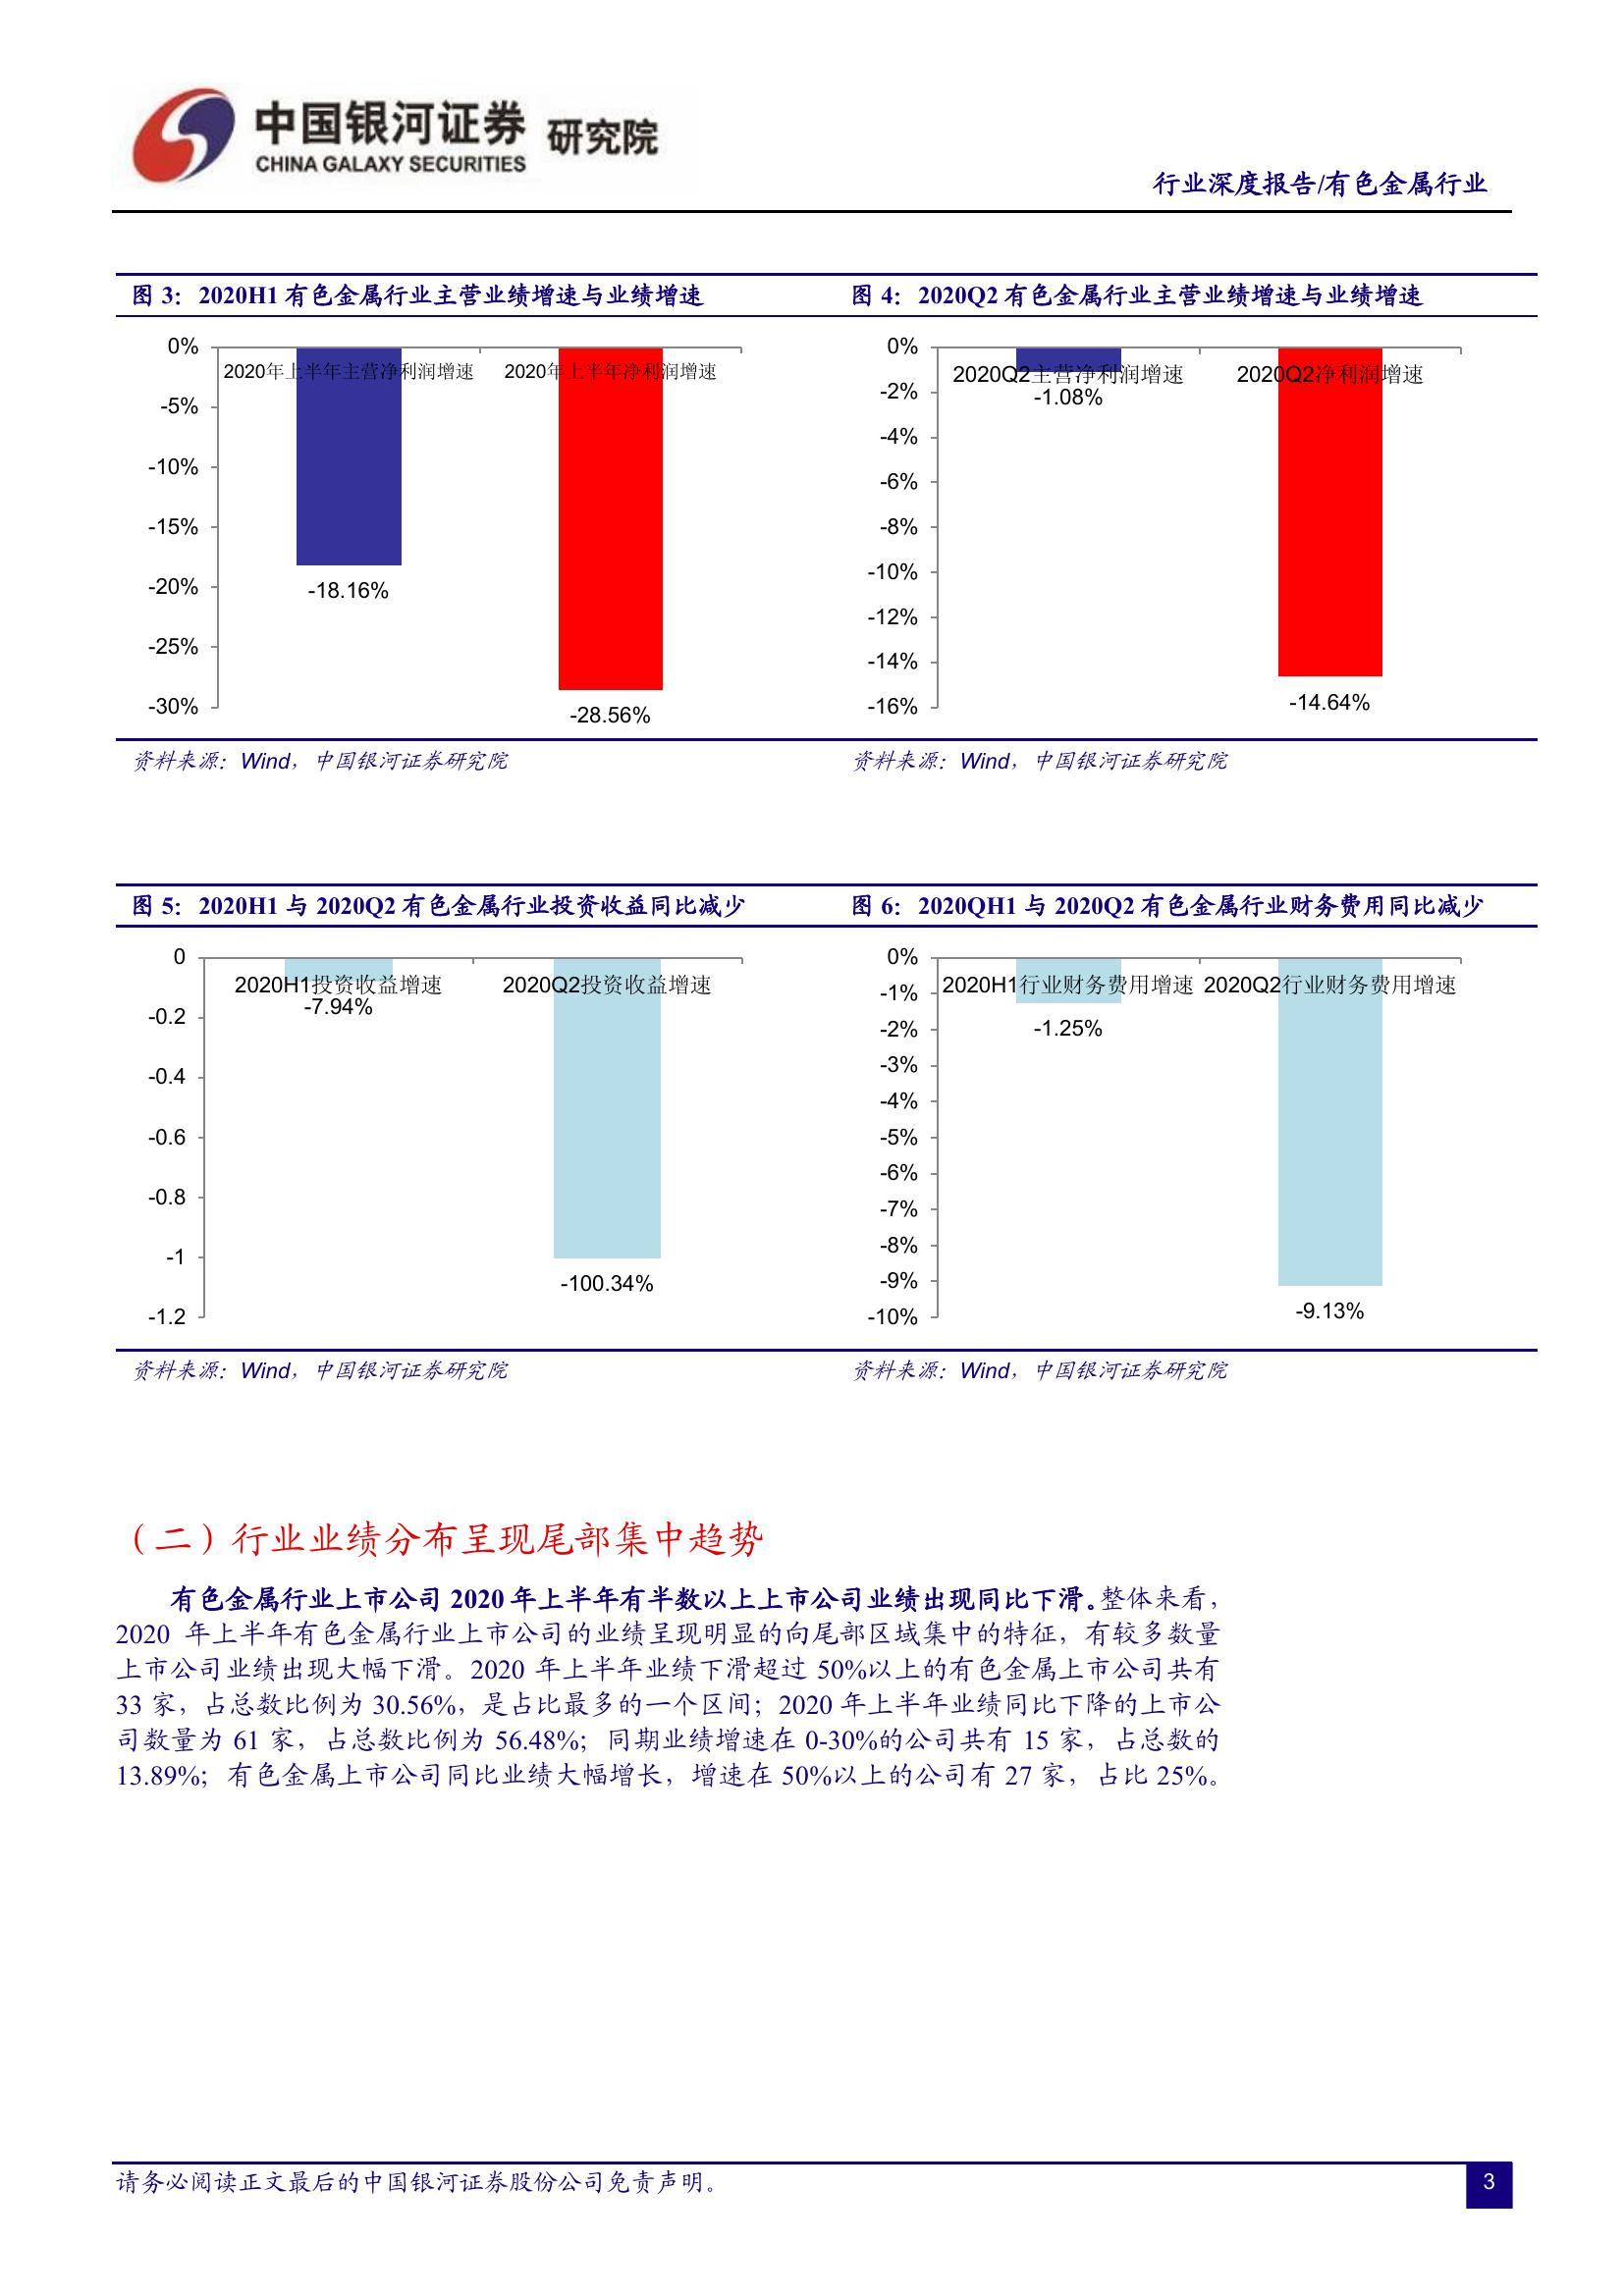 中国银河证券 研究院
CHINA GALAXY SECURITIES
行业深度报告/有色金属行业
图 3：2020H1 有色金属行业主营业绩增速与业绩增速
0%
-5%
-10%
-15%
-20%
-25%
-30%
2020年上半年主营净利润增速
2020年上半年净利润增速
-18.16%
-28.56%
资料来源：Wind，中国银河证券研究院
图 4：2020Q2 有色金属行业主营业绩增速与业绩增速
0%
-2%
-4%
-6%
-8%
-10%
-12%
-14%
-16%
2020Q2主营净利润增速
2020Q2净利润增速
-1.08%
-14.64%
资料来源：Wind，中国银河证券研究院
图 5：2020H1 与 2020Q2 有色金属行业投资收益同比减少
0
-0.2
-0.4
-0.6
-0.8
-1
-1.2
2020H1投资收益增速
2020Q2投资收益增速
-7.94%
-100.34%
资料来源：Wind，中国银河证券研究院
图 6：2020QH1 与 2020Q2 有色金属行业财务费用同比减少
0%
-1%
-2%
-3%
-4%
-5%
-6%
-7%
-8%
-9%
-10%
2020H1行业财务费用增速
2020Q2行业财务费用增速
-1.25%
-9.13%
资料来源：Wind，中国银河证券研究院
（二）行业业绩分布呈现尾部集中趋势
有色金属行业上市公司 2020 年上半年有半数以上上市公司业绩出现同比下滑。整体来看，
2020 年上半年有色金属行业上市公司的业绩呈现明显的向尾部区域集中的特征，有较多数量
上市公司业绩出现大幅下滑。2020 年上半年业绩下滑超过 50%以上的有色金属上市公司共有
33 家，占总数比例为 30.56%，是占比最多的一个区间；2020 年上半年业绩同比下降的上市公
司数量为 61 家，占总数比例为 56.48%；同期业绩增速在 0-30%的公司共有 15 家，占总数的
13.89%；有色金属上市公司同比业绩大幅增长，增速在 50%以上的公司有 27 家，占比 25%。
请务必阅读正文最后的中国银河证券股份公司免责声明。
3